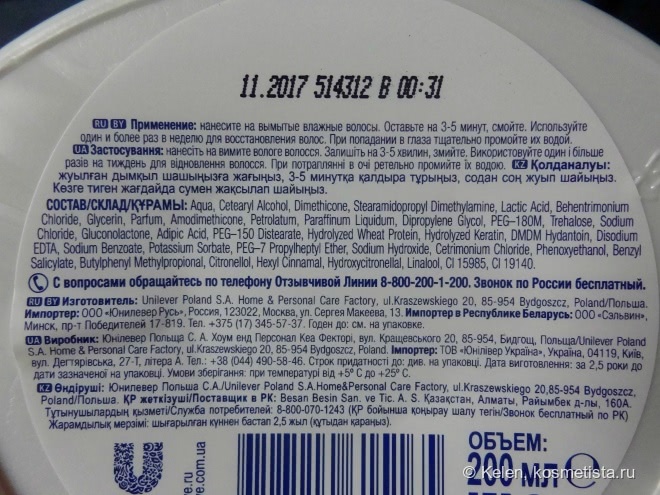 11.2017 514312 B 00:31
RU BY Применение: нанесите на вымытые влажные волосы. Оставьте на 3-5 минут, смойте. Используйте
один и более раз в неделю для восстановления волос. При попадании в глаза тщательно промойте их водой.
UA Застосування: нанесіть на вимите вологе волосся. Залишіть на 3-5 хвилин, змийте. Використовуйте один і більше
разів на тиждень для відновлення волосся. При потраплянні в очі ретельно промийте їх водою. KZ Қолданалуы:
жуылған дымқыл шашыңызға жағыңыз, 3-5 минутқа қалдыра тұрыңыз, содан соң жуып шайыңыз.
Көзге тиген жағдайда сумен жақсылап шайыңыз.
СОСТАВ/СКЛАД/ҚҰРАМЫ: Aqua, Cetearyl Alcohol, Dimethicone, Stearamidopropyl Dimethylamine, Lactic Acid, Behentrimonium
Chloride, Glycerin, Parfum, Amodimethicone, Petrolatum, Paraffinum Liquidum, Dipropylene Glycol, PEG-180M, Trehalose, Sodium
Chloride, Gluconolactone, Adipic Acid, PEG-150 Distearate, Hydrolyzed Wheat Protein, Hydrolyzed Keratin, DMDM Hydantoin, Disodium
EDTA, Sodium Benzoate, Potassium Sorbate, PEG-7 Propylheptyl Ether, Sodium Hydroxide, Cetrimonium Chloride, Phenoxyethanol, Benzyl
Salicylate, Butylphenyl Methylpropional, Citronellol, Hexyl Cinnamal, Hydroxycitronellal, Linalool, CI 15985, CI 19140.
С вопросами обращайтесь по телефону Отзывчивой Линии 8-800-200-1-200. Звонок по России бесплатный.
RU BY Изготовитель: Unilever Poland S.A. Home & Personal Care Factory, ul.Kraszewskiego 20, 85-954 Bydgoszcz, Poland/Польша.
Импортер: ООО «Юнилевер Русь», Россия, 123022, Москва, ул. Сергея Макеева, 13. Импортер в Республике Беларусь: ООО «Сэльвин»,
Минск, пр-т Победителей 17-819. Тел. +375 (17) 345-57-37. Годен до: см. на упаковке.
UA Виробник: Юнілевер Польща С. А. Хоум енд Персонал Кеа Фекторі, вул. Кращевського 20, 85-954, Бидгощ, Польща/Unilever Poland
S.A. Home & Personal Care Factory, ul. Kraszewskiego 20, 85-954 Bydgoszcz, Poland. Імпортер: ТОВ «Юнілівер Україна», Україна, 04119, Київ,
вул. Дегтярівська, 27-Т, літера А. Тел.: +38 (044) 490-58-46. Строк придатності до: див. на упаковці. Дата виготовлення: за 2,5 роки до
дати зазначеної на упаковці. Умови зберігання: при температурі від +5° С до +25° С.
KZ Өндіруші: Юнилевер Польша С.А./Unilever Poland S.A.Home&Personal Care Factory, ul.Kraszewskiego 20,85-954 Bydgoszcz,
Poland/Польша. ҚР жеткізуші/Поставщик в РК: Besan Besin San. ve Tic. A. S. Қазақстан, Алматы, Райымбек д-лы, 160А.
Тұтынушылардың қызметі/Служба потребителей: 8-800-070-1243 (ҚР бойынша қоңырау шалу тегін/Звонок бесплатный по РК)
Жарамдылық мерзімі: шығарылған күннен бастап 2,5 жыл (құтыдан қараңыз).
ОБЪЕМ:
200 МЛ
© Kelen, kosmetista.ru